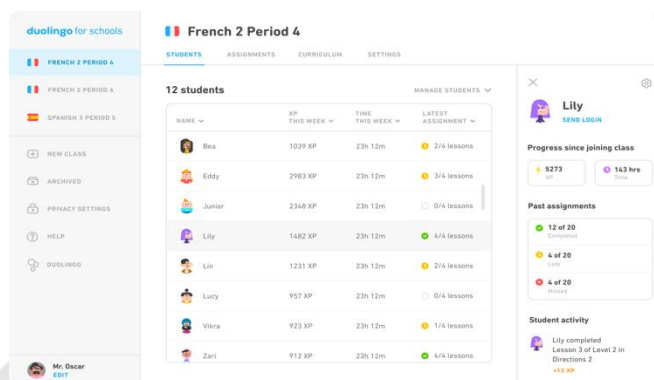 duolingo for schools
FRENCH 2 PERIOD 4
FRENCH 2 PERIOD 6
SPANISH 3 PERIOD 5
NEW CLASS
ARCHIVED
PRIVACY SETTINGS
HELP
DUOLINGO
Mr. Oscar
EDIT
French 2 Period 4
STUDENTS ASSIGNMENTS CURRICULUM SETTINGS
12 students MANAGE STUDENTS
NAME XP THIS WEEK TIME THIS WEEK LATEST ASSIGNMENT
Bea 1039 XP 23h 12m 2/4 lessons
Eddy 2983 XP 23h 12m 3/4 lessons
Junior 2348 XP 23h 12m 0/4 lessons
Lily 1482 XP 23h 12m 4/4 lessons
Lin 1231 XP 23h 12m 2/4 lessons
Lucy 957 XP 23h 12m 0/4 lessons
Vikra 923 XP 23h 12m 1/4 lessons
Zari 912 XP 23h 12m 4/4 lessons
Lily
SEND LOGIN
Progress since joining class
5273 143 hrs
XP Time
Past assignments
12 of 20
Completed
4 of 20
Late
4 of 20
Missed
Student activity
Lily completed
Lesson 3 of Level 2 in
Directions 2
+12 XP